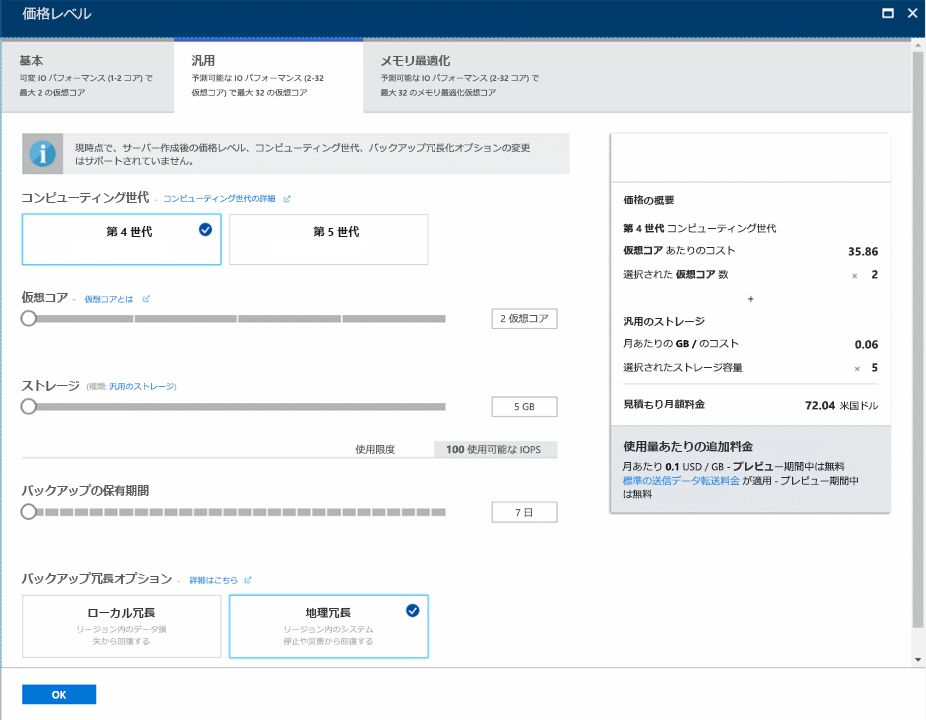 価格レベル
基本
可変 IO パフォーマンス (1-2 コア) で
最大 2 の仮想コア
汎用
予測可能な IO パフォーマンス (2-32
仮想コア) で最大 32 の仮想コア
メモリ最適化
予測可能な IO パフォーマンス (2-32 コア) で
最大 32 のメモリ最適化仮想コア
現時点で、サーバー作成後の価格レベル、コンピューティング世代、バックアップ冗長化オプションの変更
はサポートされていません。
コンピューティング世代 - コンピューティング世代の詳細
第 4 世代
第 5 世代
仮想コア - 仮想コアとは
2 仮想コア
ストレージ (種類: 汎用のストレージ)
5 GB
使用限度
100 使用可能な IOPS
バックアップの保有期間
7 日
バックアップ冗長オプション - 詳細はこちら
ローカル冗長
リージョン内のデータ損
失から回復する
地理冗長
リージョン内のシステム
停止や災害から回復する
価格の概要
第 4 世代 コンピューティング世代
仮想コア あたりのコスト 35.86
選択された 仮想コア 数 × 2
+
汎用のストレージ
月あたりの GB / のコスト 0.06
選択されたストレージ容量 × 5
見積もり月額料金 72.04 米国ドル
使用量あたりの追加料金
月あたり 0.1 USD / GB - プレビュー期間中は無料
標準の送信データ転送料金 が適用 - プレビュー期間中
は無料
OK